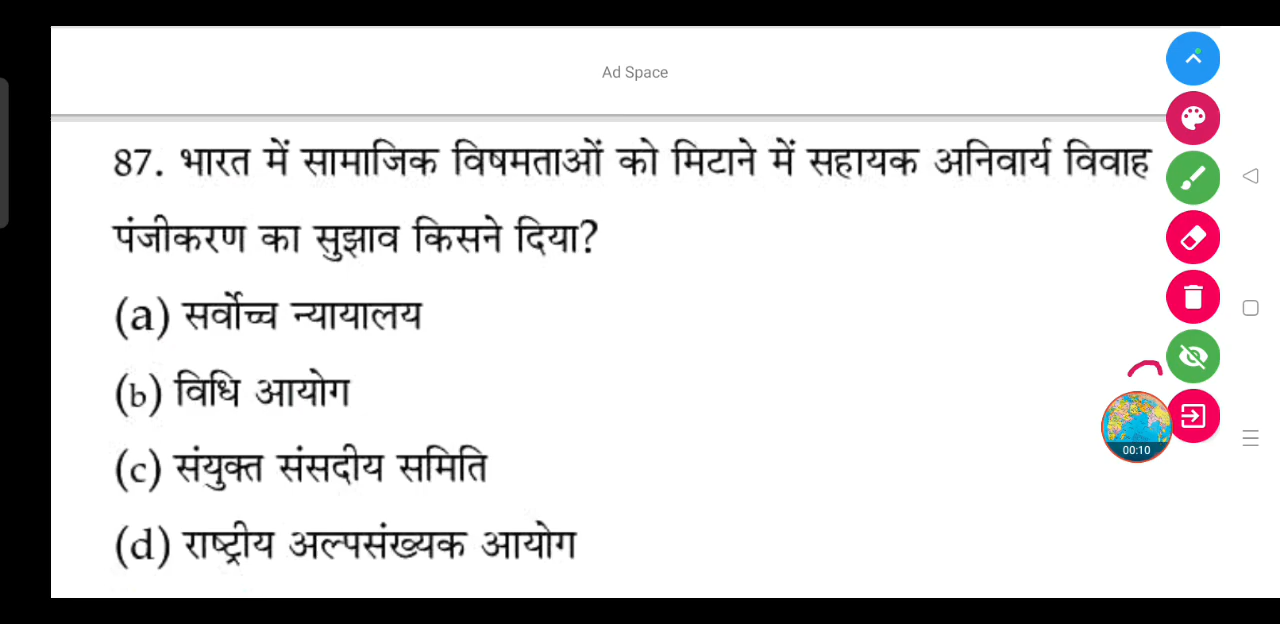 Ad Space
87. भारत में सामाजिक विषमताओं को मिटाने में सहायक अनिवार्य विवाह
पंजीकरण का सुझाव किसने दिया?
(a) सर्वोच्च न्यायालय
(b) विधि आयोग
(c) संयुक्त संसदीय समिति
(d) राष्ट्रीय अल्पसंख्यक आयोग
00:10